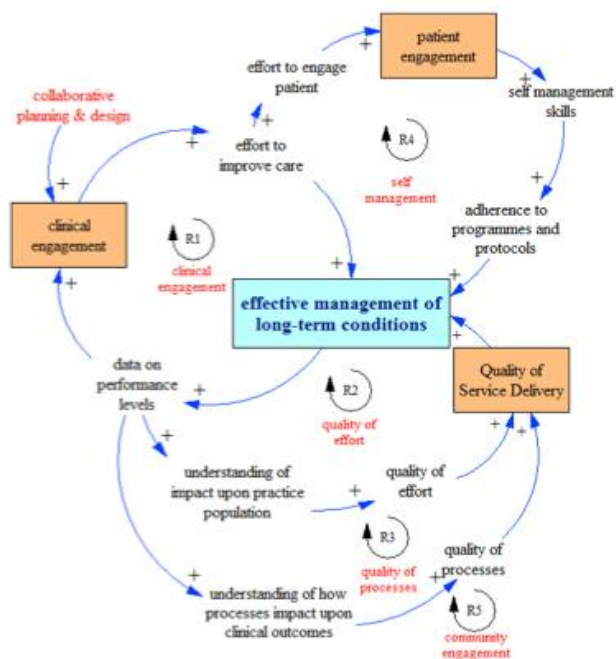 patient
engagement
effort to engage
patient
collaborative
planning & design
self management
skills
effort to
improve care
R4
self
management
clinical
engagement
R1
clinical
engagement
adherence to
programmes and
protocols
effective management of
long-term conditions
data on
performance
levels
R2
quality of
effort
Quality of
Service Delivery
understanding of
impact upon practice
population
quality of
effort
R3
quality of
processes
quality of
processes
understanding of how
processes impact upon
clinical outcomes
R5
community
engagement